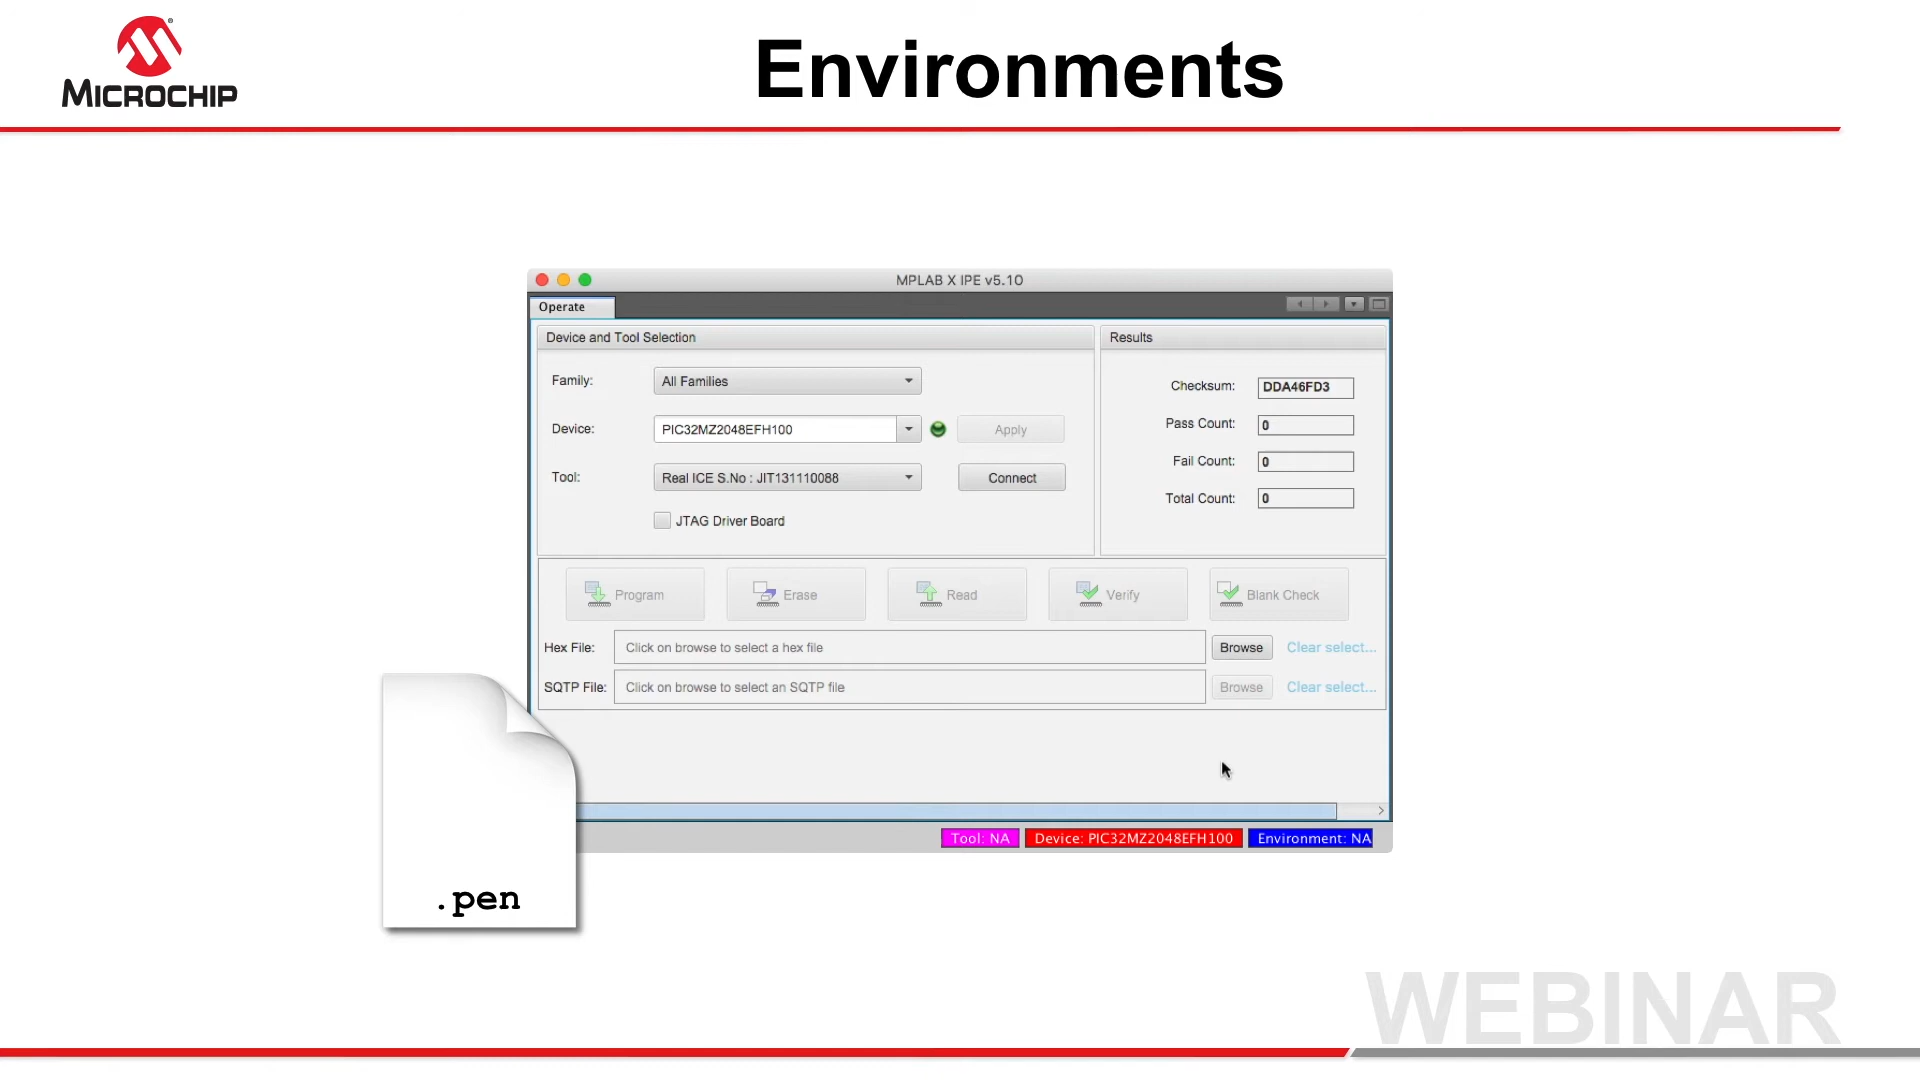 MICROCHIP
Environments
MPLAB X IPE v5.10
Operate
Device and Tool Selection
Results
Family: All Families
Checksum: DDA46FD3
Device: PIC32MZ2048EFH100 Apply
Pass Count: 0
Fail Count: 0
Tool: Real ICE S.No : JIT131110088 Connect
Total Count: 0
JTAG Driver Board
Program Erase Read Verify Blank Check
Hex File: Click on browse to select a hex file Browse Clear select...
SQTP File: Click on browse to select an SQTP file Browse Clear select...
Tool: NA Device: PIC32MZ2048EFH100 Environment: NA
.pen
WEBINAR